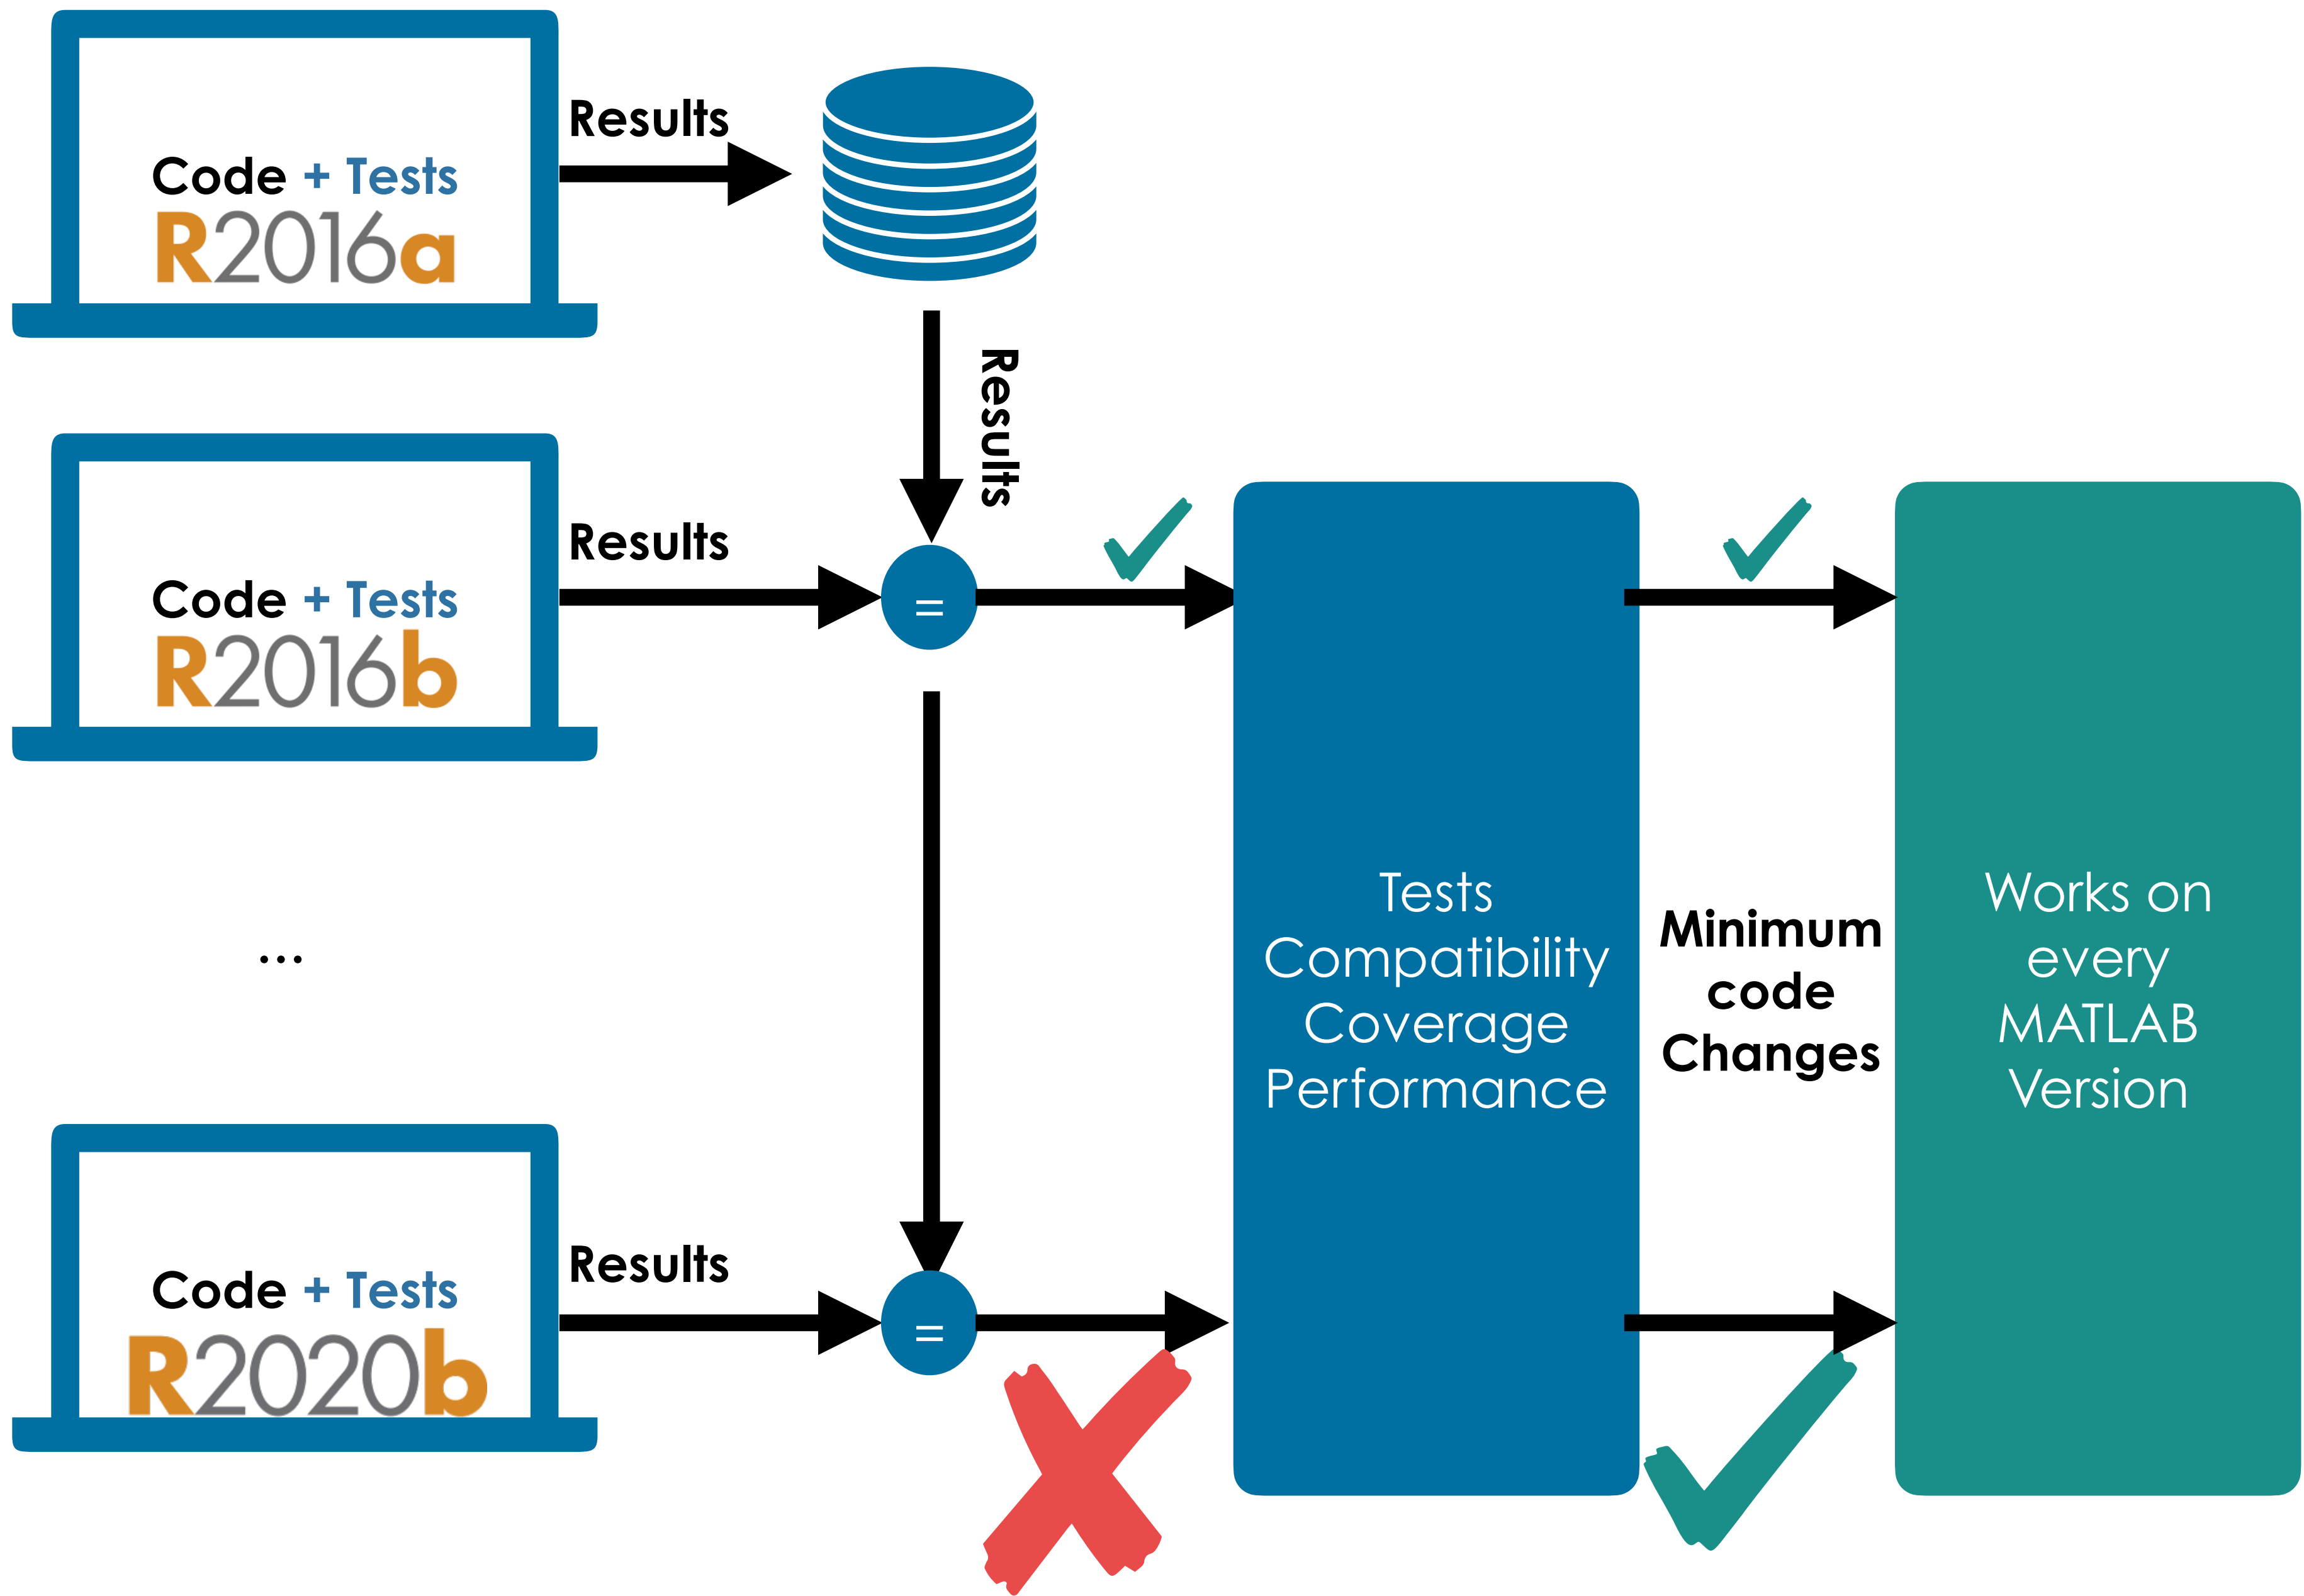 Results
Code + Tests
R2016a
Results
Results
Code + Tests
R2016b
=
...
Tests
Compatibility
Coverage
Performance
Minimum
code
Changes
Works on
every
MATLAB
Version
Results
Code + Tests
R2020b
=